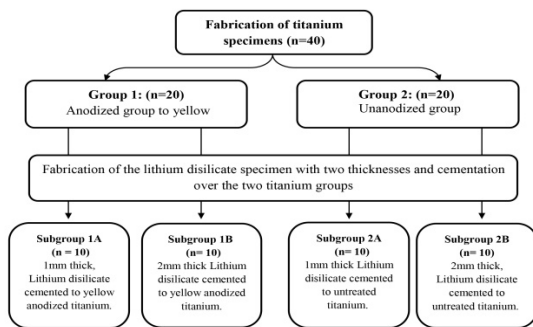 Fabrication of titanium
specimens (n=40)
Group 1: (n=20)
Anodized group to yellow
Group 2: (n=20)
Unanodized group
Fabrication of the lithium disilicate specimen with two thicknesses and cementation
over the two titanium groups
Subgroup 1A
(n = 10)
1mm thick,
Lithium disilicate
cemented to yellow
anodized titanium.
Subgroup 1B
(n= 10)
2mm thick Lithium
disilicate cemented
to yellow anodized
titanium.
Subgroup 2A
(n= 10)
1mm thick Lithium
disilicate cemented
to untreated
titanium.
Subgroup 2B
(n= 10)
2mm thick,
Lithium disilicate
cemented to
untreated titanium.